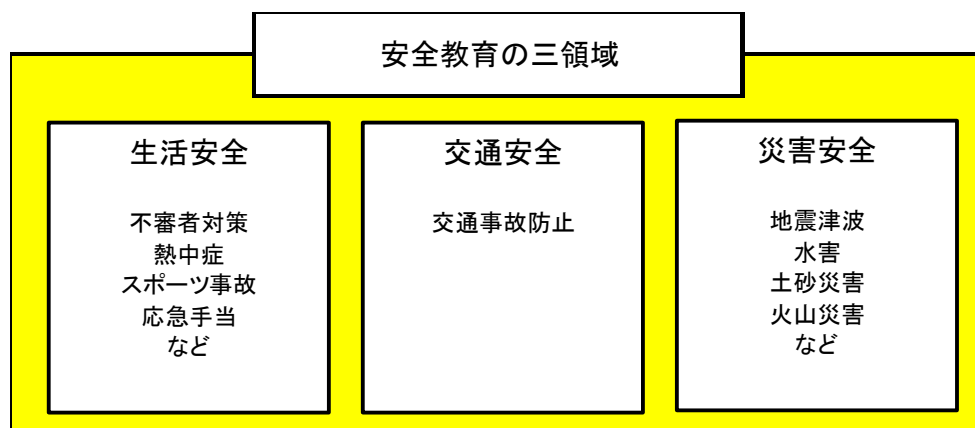 安全教育の三領域
生活安全
不審者対策
熱中症
スポーツ事故
応急手当
など
交通安全
交通事故防止
災害安全
地震津波
水害
土砂災害
火山災害
など